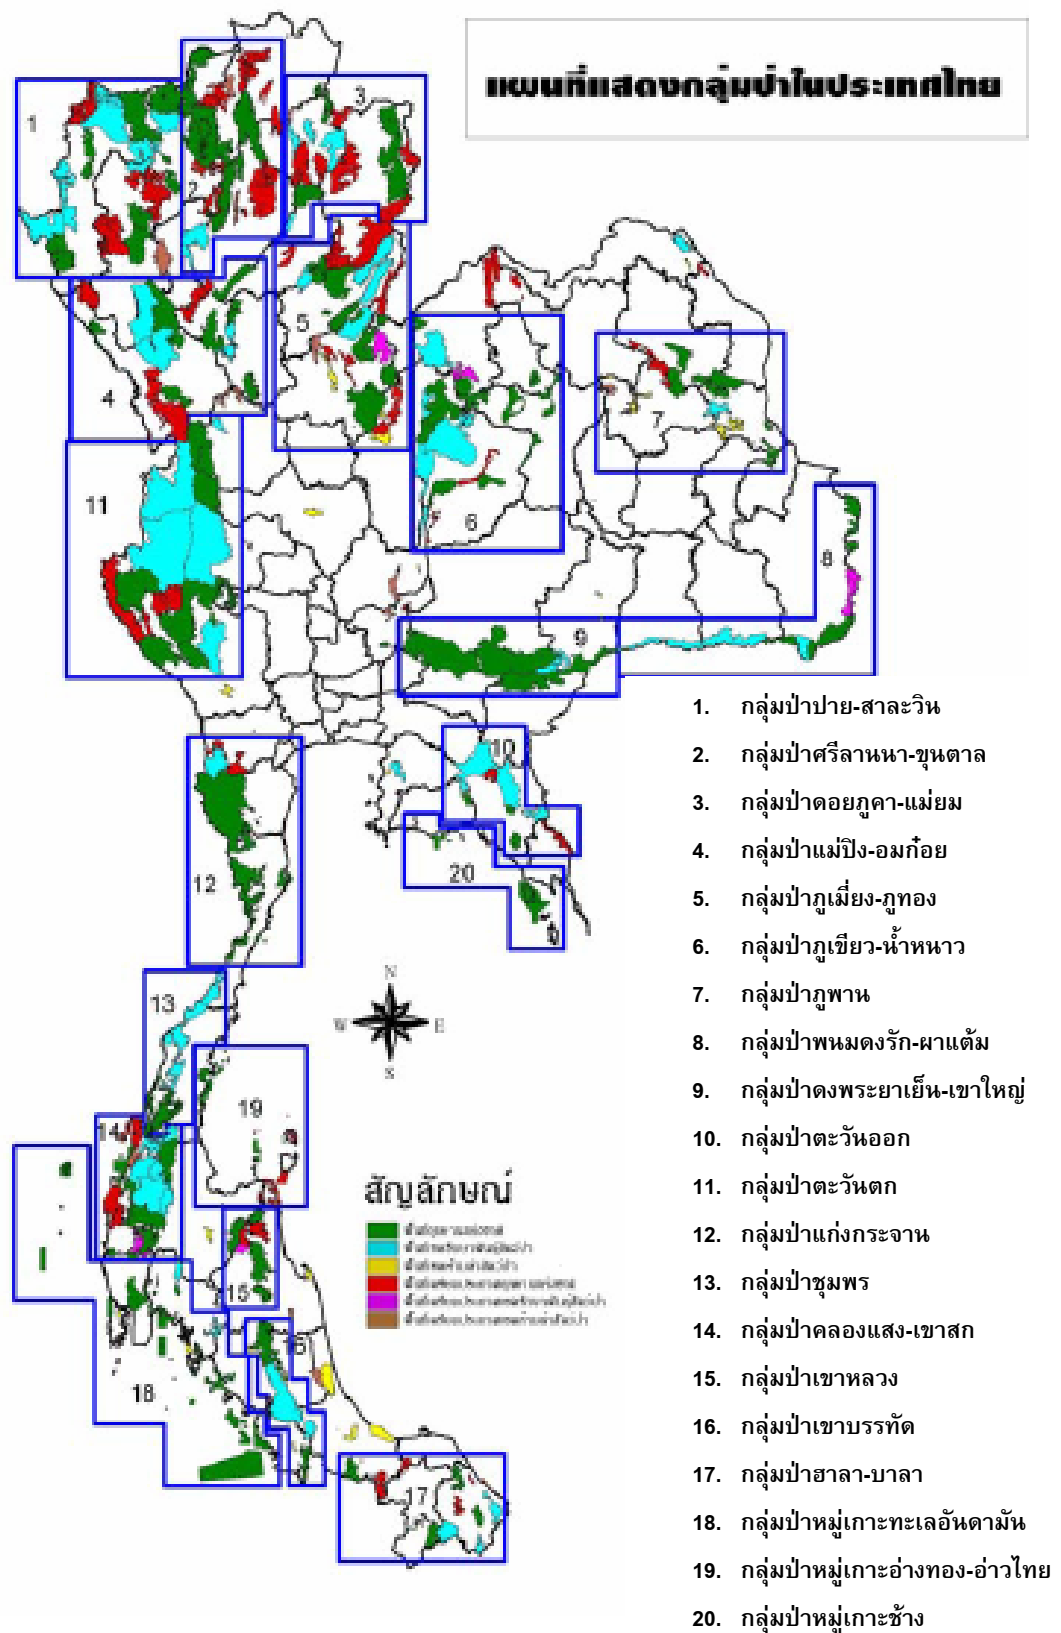 แผนที่แสดงกลุ่มป่าในประเทศไทย
1
2
3
4
5
6
7
8
9
10
11
12
13
14
15
16
17
18
19
20
N
W E
S
สัญลักษณ์
1. กลุ่มป่าปาย-สาละวิน
2. กลุ่มป่าศรีลานนา-ขุนตาล
3. กลุ่มป่าดอยภูคา-แม่ยม
4. กลุ่มป่าแม่ปิง-อมก๋อย
5. กลุ่มป่าภูเมี่ยง-ภูทอง
6. กลุ่มป่าภูเขียว-น้ำหนาว
7. กลุ่มป่าภูพาน
8. กลุ่มป่าพนมดงรัก-ผาแต้ม
9. กลุ่มป่าดงพระยาเย็น-เขาใหญ่
10. กลุ่มป่าตะวันออก
11. กลุ่มป่าตะวันตก
12. กลุ่มป่าแก่งกระจาน
13. กลุ่มป่าชุมพร
14. กลุ่มป่าคลองแสง-เขาสก
15. กลุ่มป่าเขาหลวง
16. กลุ่มป่าเขาบรรทัด
17. กลุ่มป่าฮาลา-บาลา
18. กลุ่มป่าหมู่เกาะทะเลอันดามัน
19. กลุ่มป่าหมู่เกาะอ่างทอง-อ่าวไทย
20. กลุ่มป่าหมู่เกาะช้าง